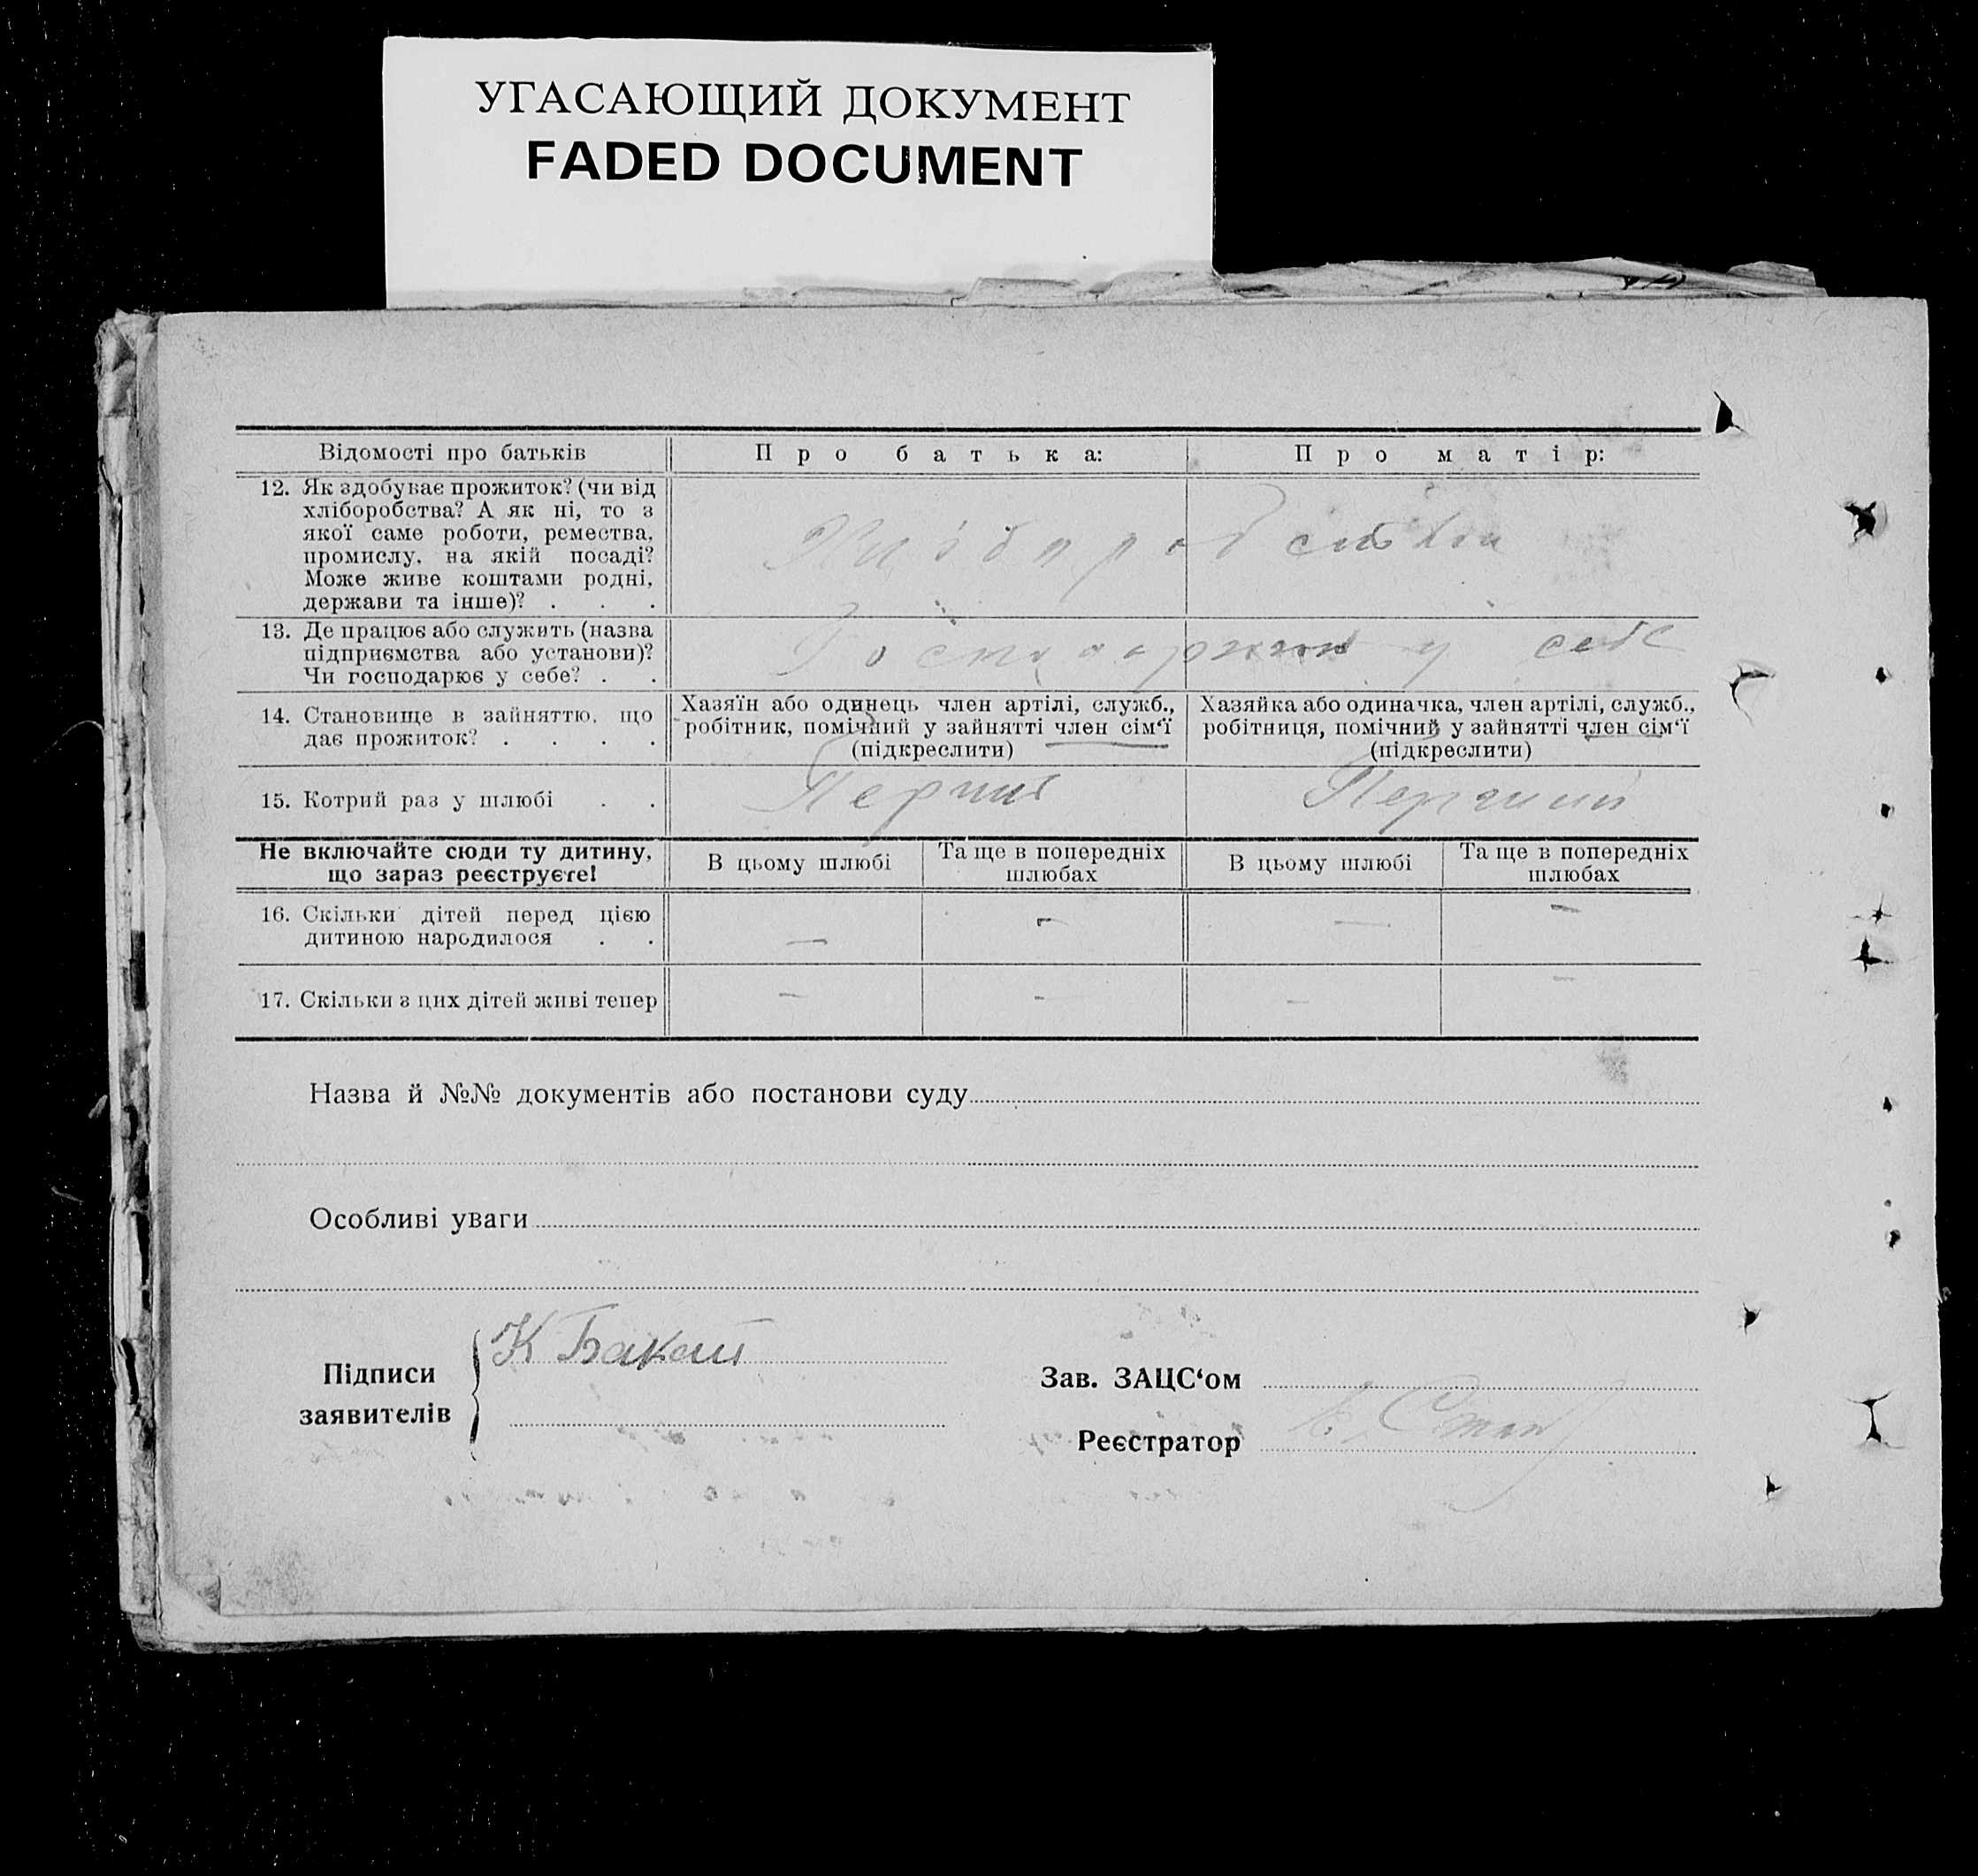 УГАСАЮЩИЙ ДОКУМЕНТ
FADED DOCUMENT
Відомості про батьків
Про батька:
Про матір:
12. Як здобуває прожиток? (чи від
хліборобства? А як ні, то з
якої саме роботи, ремества,
промислу, на якій посаді?
Може живе коштами родні,
держави та інше)? . . .
13. Де працює або служить (назва
підприємства або установи)?
Чи господарює у себе? . .
у себе
14. Становище в зайняттю, що
дає прожиток? . . . .
Хазяїн або одинець член артілі, служб.,
робітник, помічний у зайнятті член сім‘ї
(підкреслити)
Хазяйка або одиначка, член артілі, служб.,
робітниця, помічний у зайнятті член сім‘ї
(підкреслити)
15. Котрий раз у шлюбі . .
Перший
Перший
Не включайте сюди ту дитину,
що зараз реєструєте!
В цьому шлюбі
Та ще в попередніх
шлюбах
В цьому шлюбі
Та ще в попередніх
шлюбах
16. Скільки дітей перед цією
дитиною народилося . .
— — — —
17. Скільки з цих дітей живі тепер
— — — —
Назва й №№ документів або постанови суду
Особливі уваги
Підписи
заявителів
К Бакай
Зав. ЗАЦС‘ом
Реєстратор